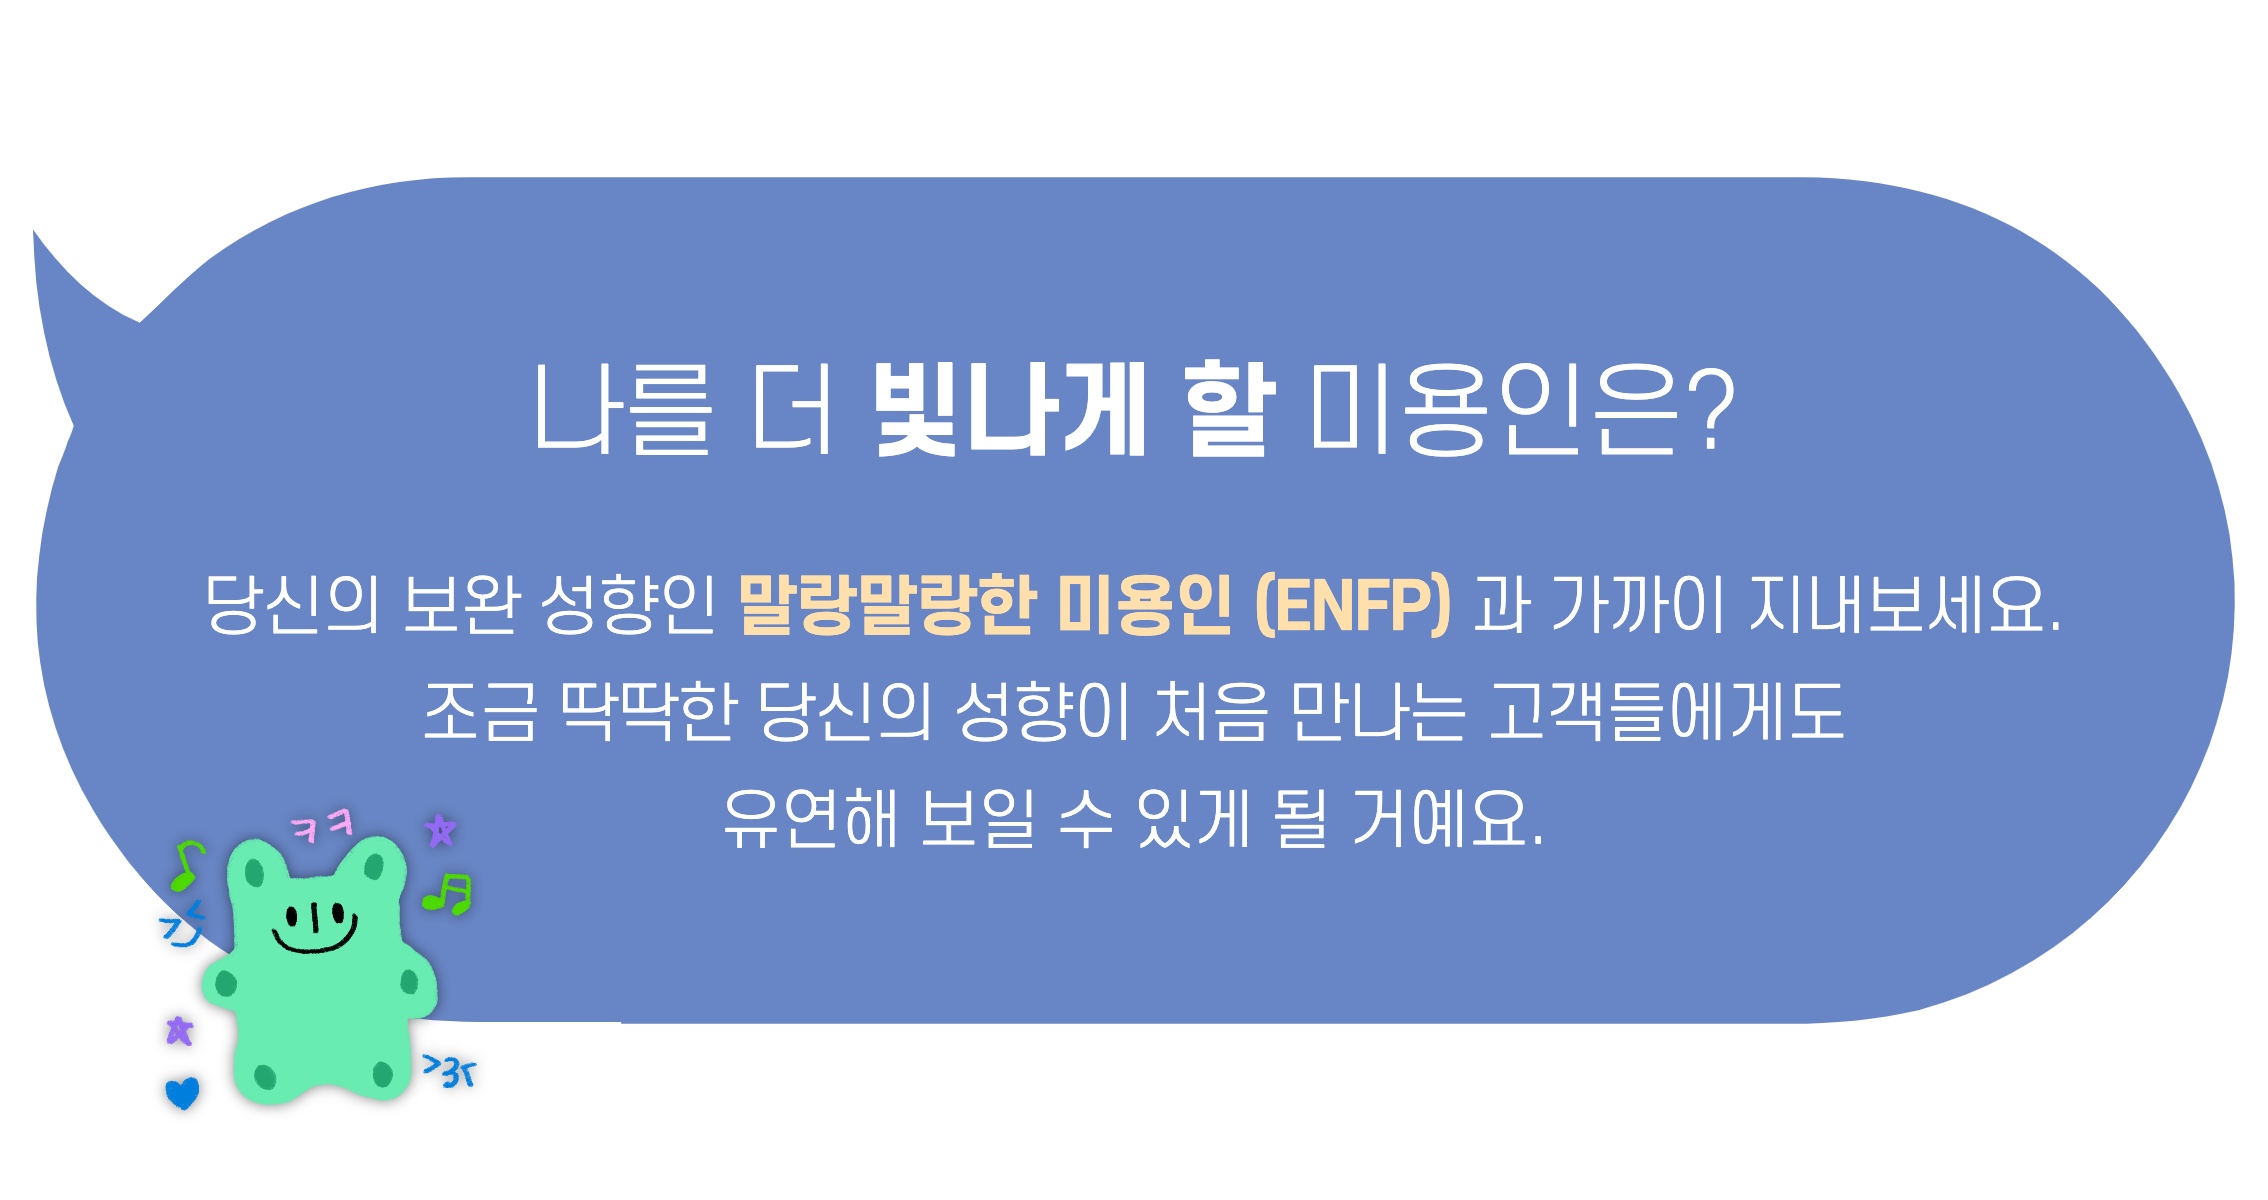 나를 더 빛나게 할 미용인은?
당신의 보완 성향인 말랑말랑한 미용인 (ENFP) 과 가까이 지내보세요.
조금 딱딱한 당신의 성향이 처음 만나는 고객들에게도
유연해 보일 수 있게 될 거예요.
ㅋㅋ